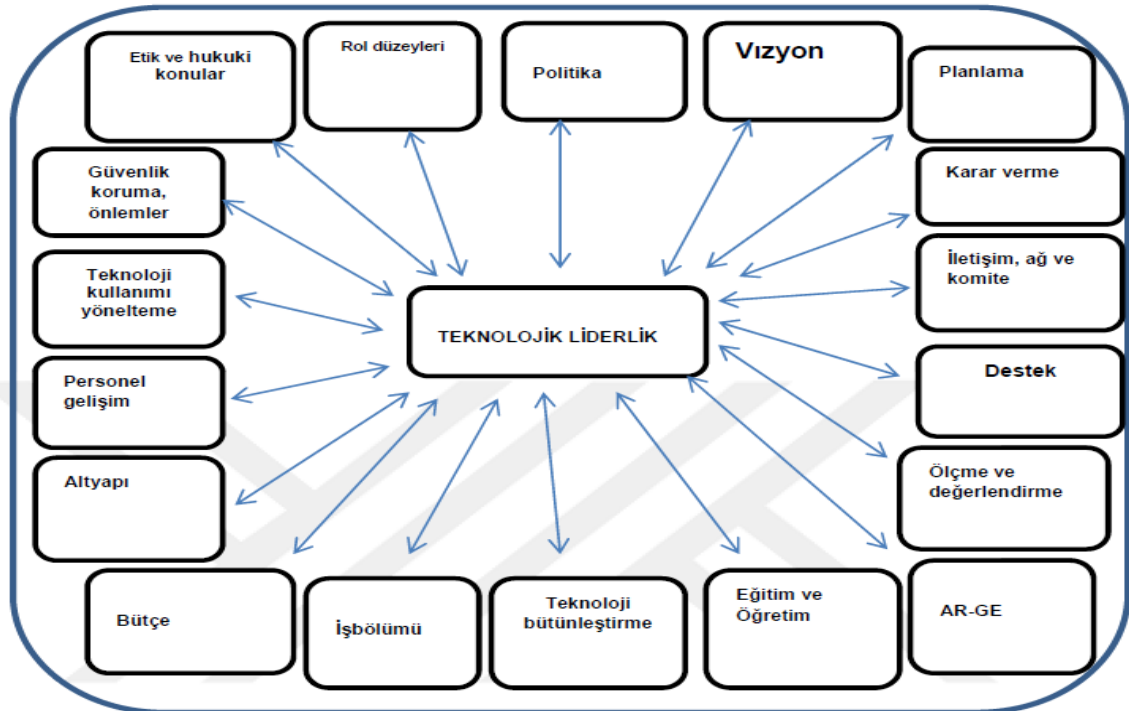 Etik ve hukuki
konular
Rol düzeyleri
Politika
Vızyon
Planlama
Güvenlik
koruma,
önlemler
Karar verme
Teknoloji
kullanımı
yönelteme
İletişim, ağ ve
komite
TEKNOLOJİK LİDERLİK
Personel
gelişim
Destek
Altyapı
Ölçme ve
değerlendirme
Bütçe
İşbölümü
Teknoloji
bütünleştirme
Eğitim ve
Öğretim
AR-GE